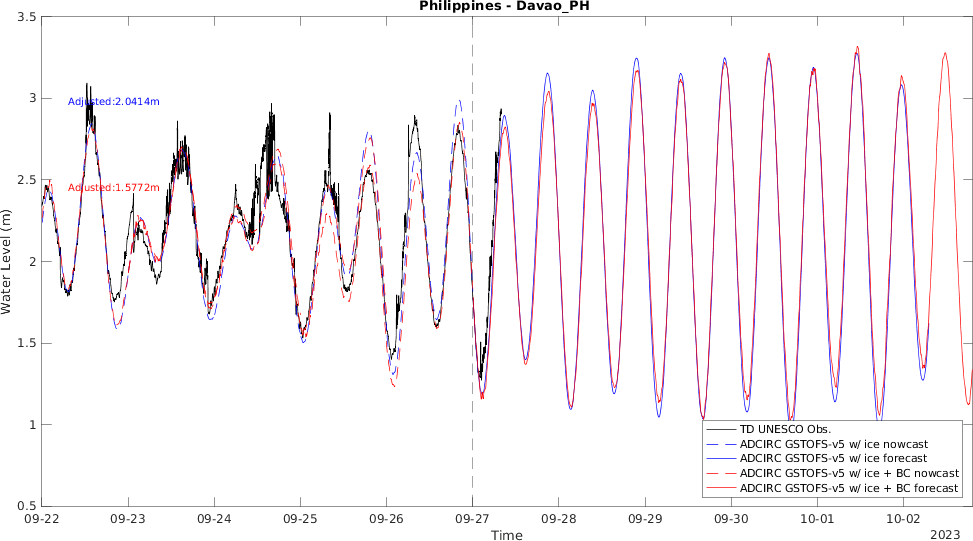 Philippines - Davao_PH
3.5
3
2.5
2
1.5
1
0.5
Water Level (m)
Adjusted:2.0414m
Adjusted:1.5772m
TD UNESCO Obs.
ADCIRC GSTOFS-v5 w/ ice nowcast
ADCIRC GSTOFS-v5 w/ ice forecast
ADCIRC GSTOFS-v5 w/ ice + BC nowcast
ADCIRC GSTOFS-v5 w/ ice + BC forecast
09-22 09-23 09-24 09-25 09-26 09-27 09-28 09-29 09-30 10-01 10-02
Time
2023